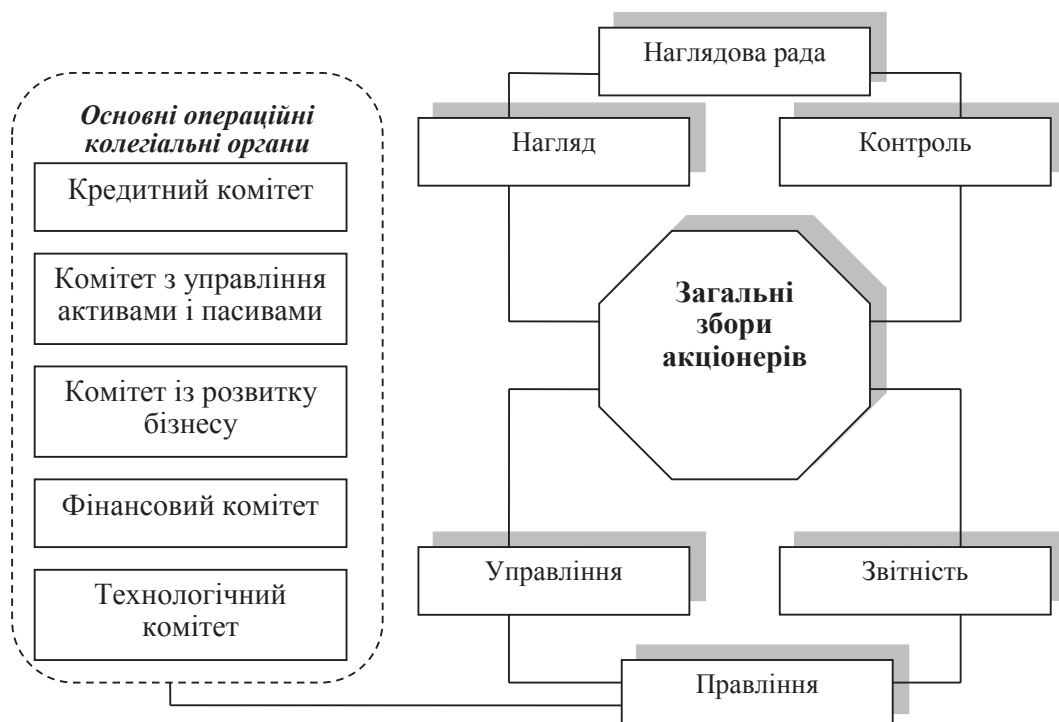 Основні операційні
колегіальні органи
Кредитний комітет
Комітет з управління
активами і пасивами
Комітет із розвитку
бізнесу
Фінансовий комітет
Технологічний
комітет
Наглядова рада
Нагляд
Контроль
Загальні
збори
акціонерів
Управління
Звітність
Правління